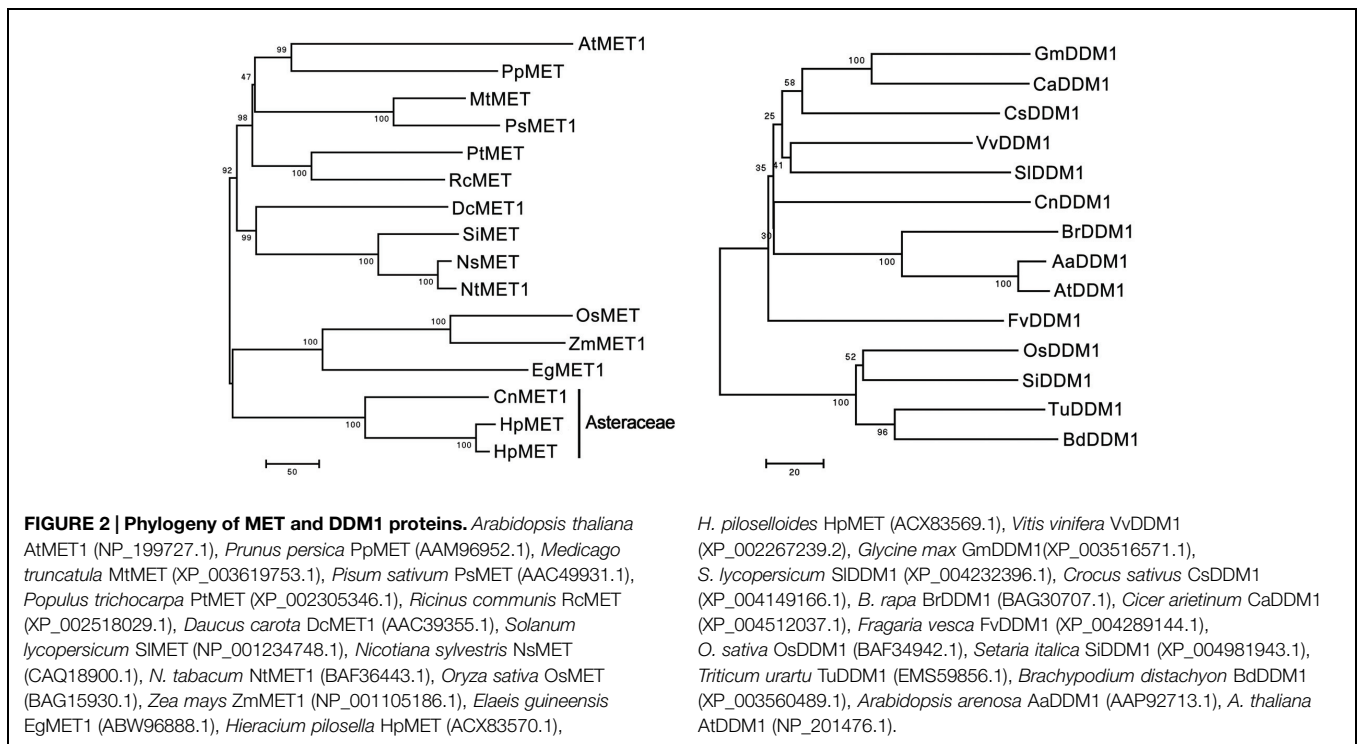 99
AtMET1
PpMET
47
MtMET
100
PsMET1
98
PtMET
100
RcMET
92
DcMET1
99
SiMET
100
NsMET
100
NtMET1
OsMET
100
ZmMET1
100
EgMET1
CnMET1
100
HpMET
100
HpMET
Asteraceae
50
GmDDM1
100
CaDDM1
58
CsDDM1
25
VvDDM1
41
SlDDM1
35
CnDDM1
30
BrDDM1
100
AaDDM1
100
AtDDM1
FvDDM1
OsDDM1
52
SiDDM1
100
TuDDM1
96
BdDDM1
20
FIGURE 2 | Phylogeny of MET and DDM1 proteins. Arabidopsis thaliana
AtMET1 (NP_199727.1), Prunus persica PpMET (AAM96952.1), Medicago
truncatula MtMET (XP_003619753.1), Pisum sativum PsMET (AAC49931.1),
Populus trichocarpa PtMET (XP_002305346.1), Ricinus communis RcMET
(XP_002518029.1), Daucus carota DcMET1 (AAC39355.1), Solanum
lycopersicum SlMET (NP_001234748.1), Nicotiana sylvestris NsMET
(CAQ18900.1), N. tabacum NtMET1 (BAF36443.1), Oryza sativa OsMET
(BAG15930.1), Zea mays ZmMET1 (NP_001105186.1), Elaeis guineensis
EgMET1 (ABW96888.1), Hieracium pilosella HpMET (ACX83570.1),
H. piloselloides HpMET (ACX83569.1), Vitis vinifera VvDDM1
(XP_002267239.2), Glycine max GmDDM1(XP_003516571.1),
S. lycopersicum SlDDM1 (XP_004232396.1), Crocus sativus CsDDM1
(XP_004149166.1), B. rapa BrDDM1 (BAG30707.1), Cicer arietinum CaDDM1
(XP_004512037.1), Fragaria vesca FvDDM1 (XP_004289144.1),
O. sativa OsDDM1 (BAF34942.1), Setaria italica SiDDM1 (XP_004981943.1),
Triticum urartu TuDDM1 (EMS59856.1), Brachypodium distachyon BdDDM1
(XP_003560489.1), Arabidopsis arenosa AaDDM1 (AAP92713.1), A. thaliana
AtDDM1 (NP_201476.1).